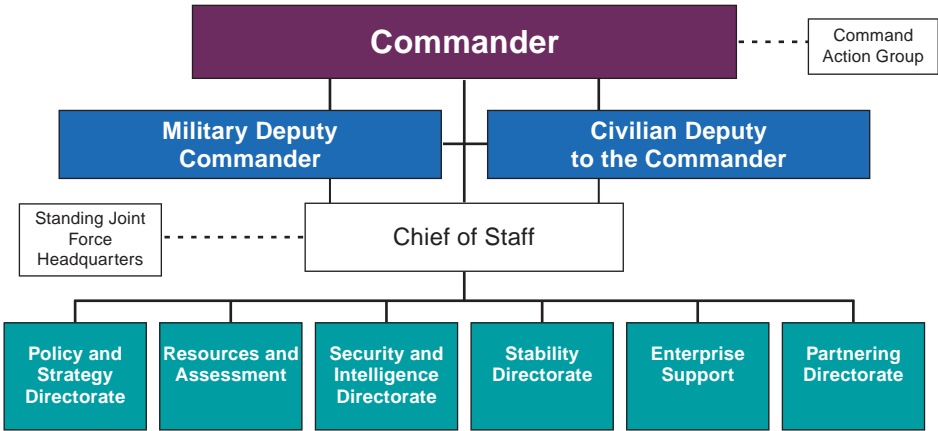 Commander
Command
Action Group
Military Deputy
Commander
Civilian Deputy
to the Commander
Standing Joint
Force
Headquarters
Chief of Staff
Policy and
Strategy
Directorate
Resources and
Assessment
Security and
Intelligence
Directorate
Stability
Directorate
Enterprise
Support
Partnering
Directorate